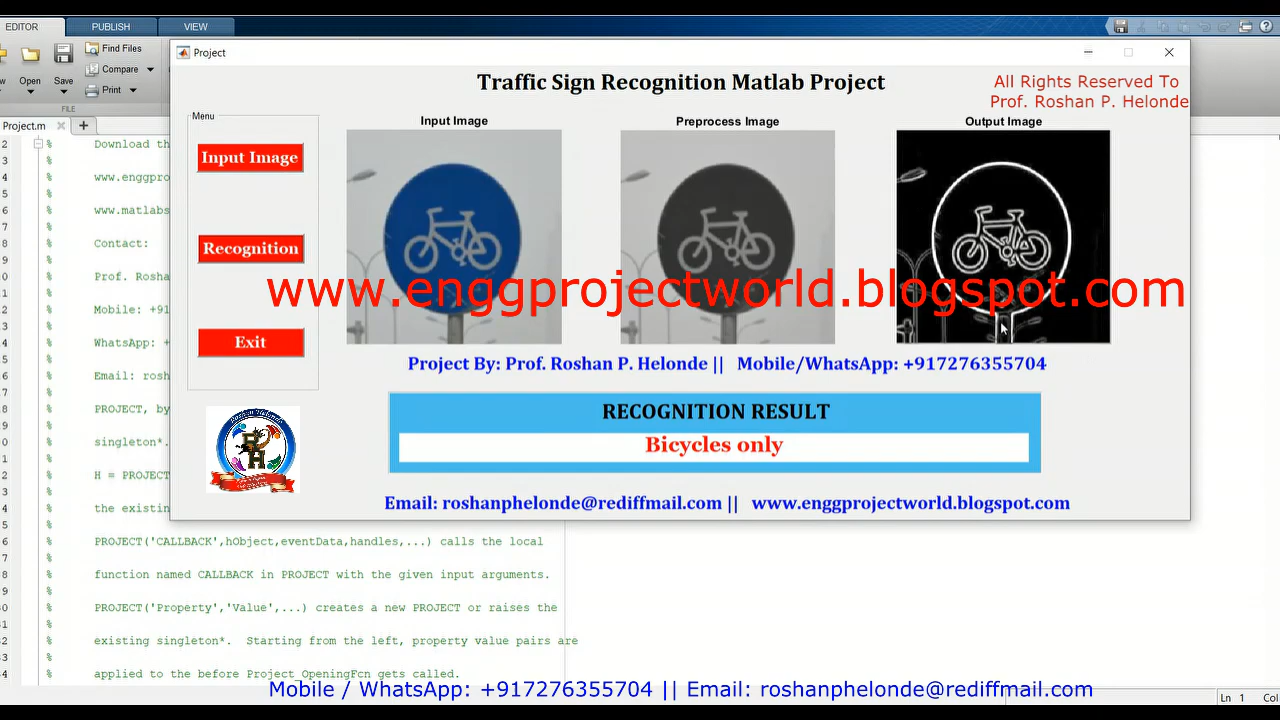 EDITOR
PUBLISH
VIEW
Open
Save
Find Files
Compare
Print
FILE
Project.m
Project
Traffic Sign Recognition Matlab Project
All Rights Reserved To
Prof. Roshan P. Helonde
Menu
Input Image
Recognition
Exit
Input Image
Preprocess Image
Output Image
www.enggprojectworld.blogspot.com
Project By: Prof. Roshan P. Helonde || Mobile/WhatsApp: +917276355704
RECOGNITION RESULT
Bicycles only
Email: roshanphelonde@rediffmail.com || www.enggprojectworld.blogspot.com
% Download th
% www.enggpro
% www.matlabs
% Contact:
% Prof. Rosha
% Mobile: +91
% WhatsApp: +
% Email: rosh
% PROJECT, by
% singleton*.
% H = PROJECT
% the existin
% PROJECT('CALLBACK',hObject,eventData,handles,...) calls the local
% function named CALLBACK in PROJECT with the given input arguments.
% PROJECT('Property','Value',...) creates a new PROJECT or raises the
% existing singleton*. Starting from the left, property value pairs are
% applied to the before Project_OpeningFcn gets called.
Mobile / WhatsApp: +917276355704 || Email: roshanphelonde@rediffmail.com
Ln 1 Col